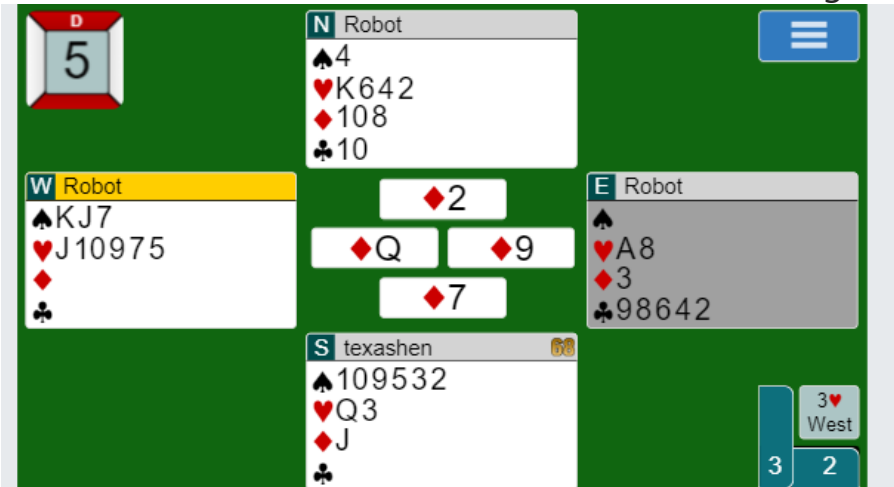 D
5
N Robot
♠4
♥K642
♦108
♣10
W Robot
♠KJ7
♥J10975
♦
♣
♦2
♦Q
♦9
♦7
E Robot
♠
♥A8
♦3
♣98642
S texashen 68
♠109532
♥Q3
♦J
♣
3♥
West
3 2